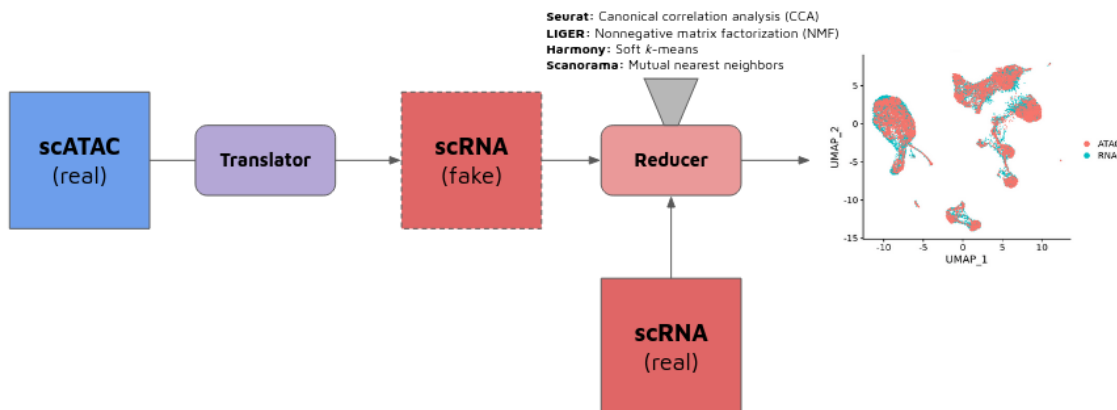 Seurat: Canonical correlation analysis (CCA)
LIGER: Nonnegative matrix factorization (NMF)
Harmony: Soft k-means
Scanorama: Mutual nearest neighbors
scATAC
(real)
Translator
scRNA
(fake)
Reducer
scRNA
(real)
UMAP_2
5
0
-5
-10
-15
-10
-5
0
5
10
UMAP_1
ATAC
RNA